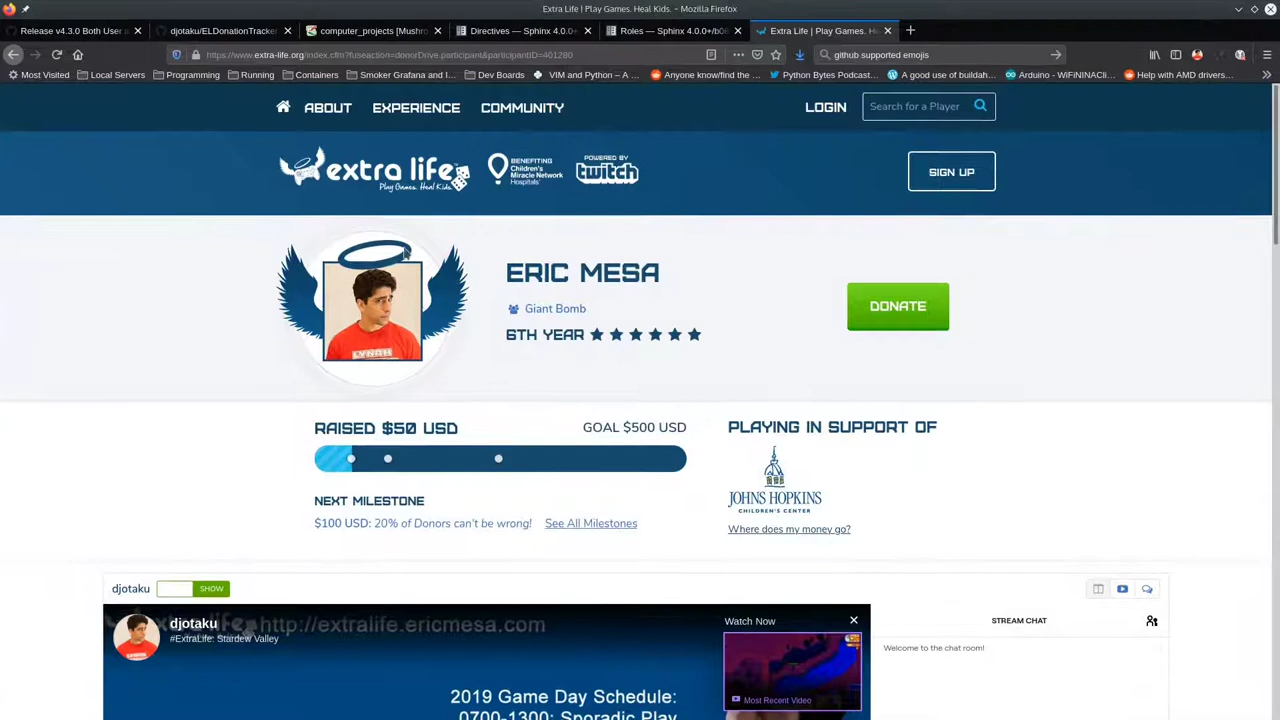 Extra Life | Play Games. Heal Kids. - Mozilla Firefox
Release v4.3.0 Both User an
djotaku/ELDonationTracker
computer_projects [Mushro
Directives — Sphinx 4.0.0+
Roles — Sphinx 4.0.0+/b08
Extra Life | Play Games. He
https://www.extra-life.org/index.cfm?fuseaction=donorDrive.participant&participantID=401280
github supported emojis
Most Visited
Local Servers
Programming
Running
Containers
Smoker Grafana and I...
Dev Boards
VIM and Python – A ...
Anyone know/find the ...
Python Bytes Podcast...
A good use of buildah...
Arduino - WiFiNINACli...
Help with AMD drivers...
ABOUT EXPERIENCE COMMUNITY
LOGIN
Search for a Player
extra life
Play Games. Heal Kids.
BENEFITING
Children's
Miracle Network
Hospitals
POWERED BY
twitch
SIGN UP
ERIC MESA
Giant Bomb
6TH YEAR
DONATE
LYNCH
RAISED $50 USD
GOAL $500 USD
PLAYING IN SUPPORT OF
JOHNS HOPKINS
CHILDREN'S CENTER
NEXT MILESTONE
$100 USD: 20% of Donors can't be wrong! See All Milestones
Where does my money go?
djotaku
SHOW
http://extralife.ericmesa.com
djotaku
#ExtraLife: Stardew Valley
Watch Now
STREAM CHAT
Welcome to the chat room!
Most Recent Video
2019 Game Day Schedule:
0700-1300: Sporadic Play